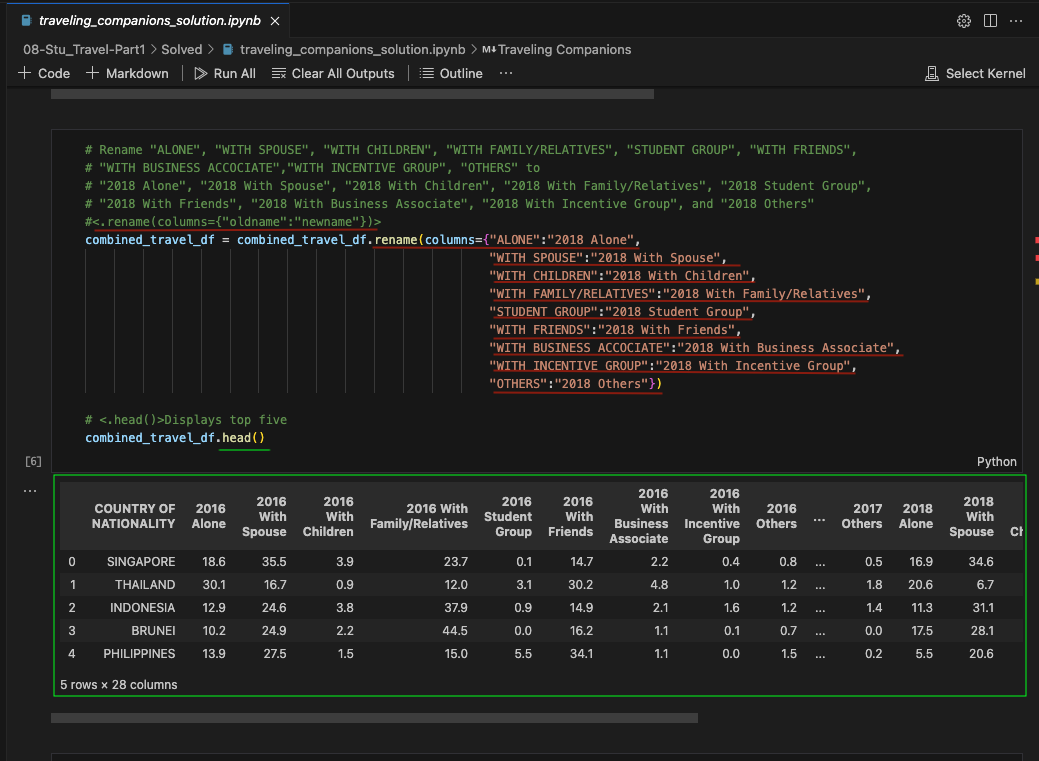 traveling_companions_solution.ipynb
08-Stu_Travel-Part1 > Solved > traveling_companions_solution.ipynb > M↓Traveling Companions
+ Code + Markdown Run All Clear All Outputs Outline ... Select Kernel
# Rename "ALONE", "WITH SPOUSE", "WITH CHILDREN", "WITH FAMILY/RELATIVES", "STUDENT GROUP", "WITH FRIENDS",
# "WITH BUSINESS ACCOCIATE","WITH INCENTIVE GROUP", "OTHERS" to
# "2018 Alone", "2018 With Spouse", "2018 With Children", "2018 With Family/Relatives", "2018 Student Group",
# "2018 With Friends", "2018 With Business Associate", "2018 With Incentive Group", and "2018 Others"
#<.rename(columns={"oldname":"newname"})>
combined_travel_df = combined_travel_df.rename(columns={"ALONE":"2018 Alone",
"WITH SPOUSE":"2018 With Spouse",
"WITH CHILDREN":"2018 With Children",
"WITH FAMILY/RELATIVES":"2018 With Family/Relatives",
"STUDENT GROUP":"2018 Student Group",
"WITH FRIENDS":"2018 With Friends",
"WITH BUSINESS ACCOCIATE":"2018 With Business Associate",
"WITH INCENTIVE GROUP":"2018 With Incentive Group",
"OTHERS":"2018 Others"})
# <.head()>Displays top five
combined_travel_df.head()
[6]
Python
...
COUNTRY OF NATIONALITY 2016 Alone 2016 With Spouse 2016 With Children 2016 With Family/Relatives 2016 Student Group 2016 With Friends 2016 With Business Associate 2016 With Incentive Group 2016 Others ... 2017 Others 2018 Alone 2018 With Spouse
0 SINGAPORE 18.6 35.5 3.9 23.7 0.1 14.7 2.2 0.4 0.8 ... 0.5 16.9 34.6
1 THAILAND 30.1 16.7 0.9 12.0 3.1 30.2 4.8 1.0 1.2 ... 1.8 20.6 6.7
2 INDONESIA 12.9 24.6 3.8 37.9 0.9 14.9 2.1 1.6 1.2 ... 1.4 11.3 31.1
3 BRUNEI 10.2 24.9 2.2 44.5 0.0 16.2 1.1 0.1 0.7 ... 0.0 17.5 28.1
4 PHILIPPINES 13.9 27.5 1.5 15.0 5.5 34.1 1.1 0.0 1.5 ... 0.2 5.5 20.6
5 rows × 28 columns